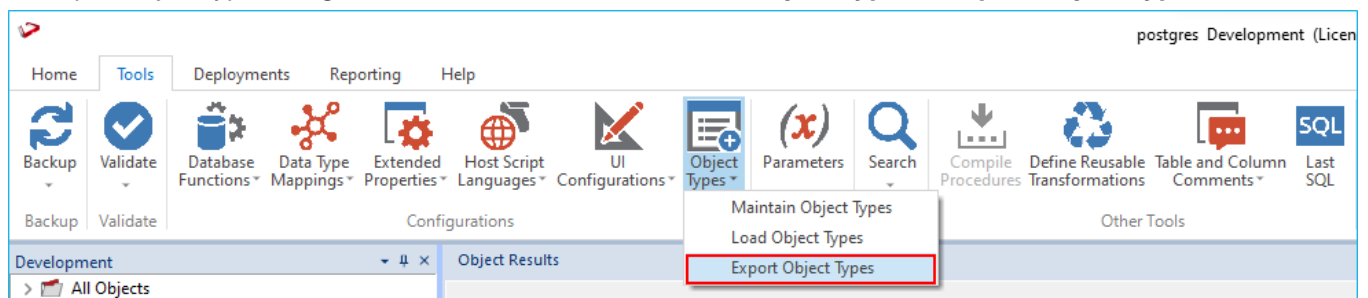 postgres Development (Licen
Home Tools Deployments Reporting Help
Backup Validate Database Functions Data Type Mappings Extended Properties Host Script Languages UI Configurations Object Types (x) Parameters Search Compile Procedures Define Reusable Transformations Table and Column Comments SQL Last SQL
Maintain Object Types
Load Object Types
Export Object Types
Backup Validate Configurations Other Tools
Development Object Results
All Objects